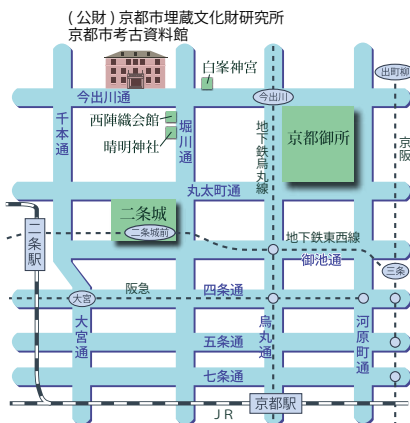 (公財)京都市埋蔵文化財研究所
京都市考古資料館
白峯神宮
出町柳
今出川通
今出川
千本通
西陣織会館
晴明神社
堀川通
地下鉄烏丸線
京都御所
京阪
丸太町通
二条城
二条城前
二条駅
地下鉄東西線
御池通
三条
阪急
四条通
大宮
大宮通
烏丸通
河原町通
五条通
七条通
京都駅
JR